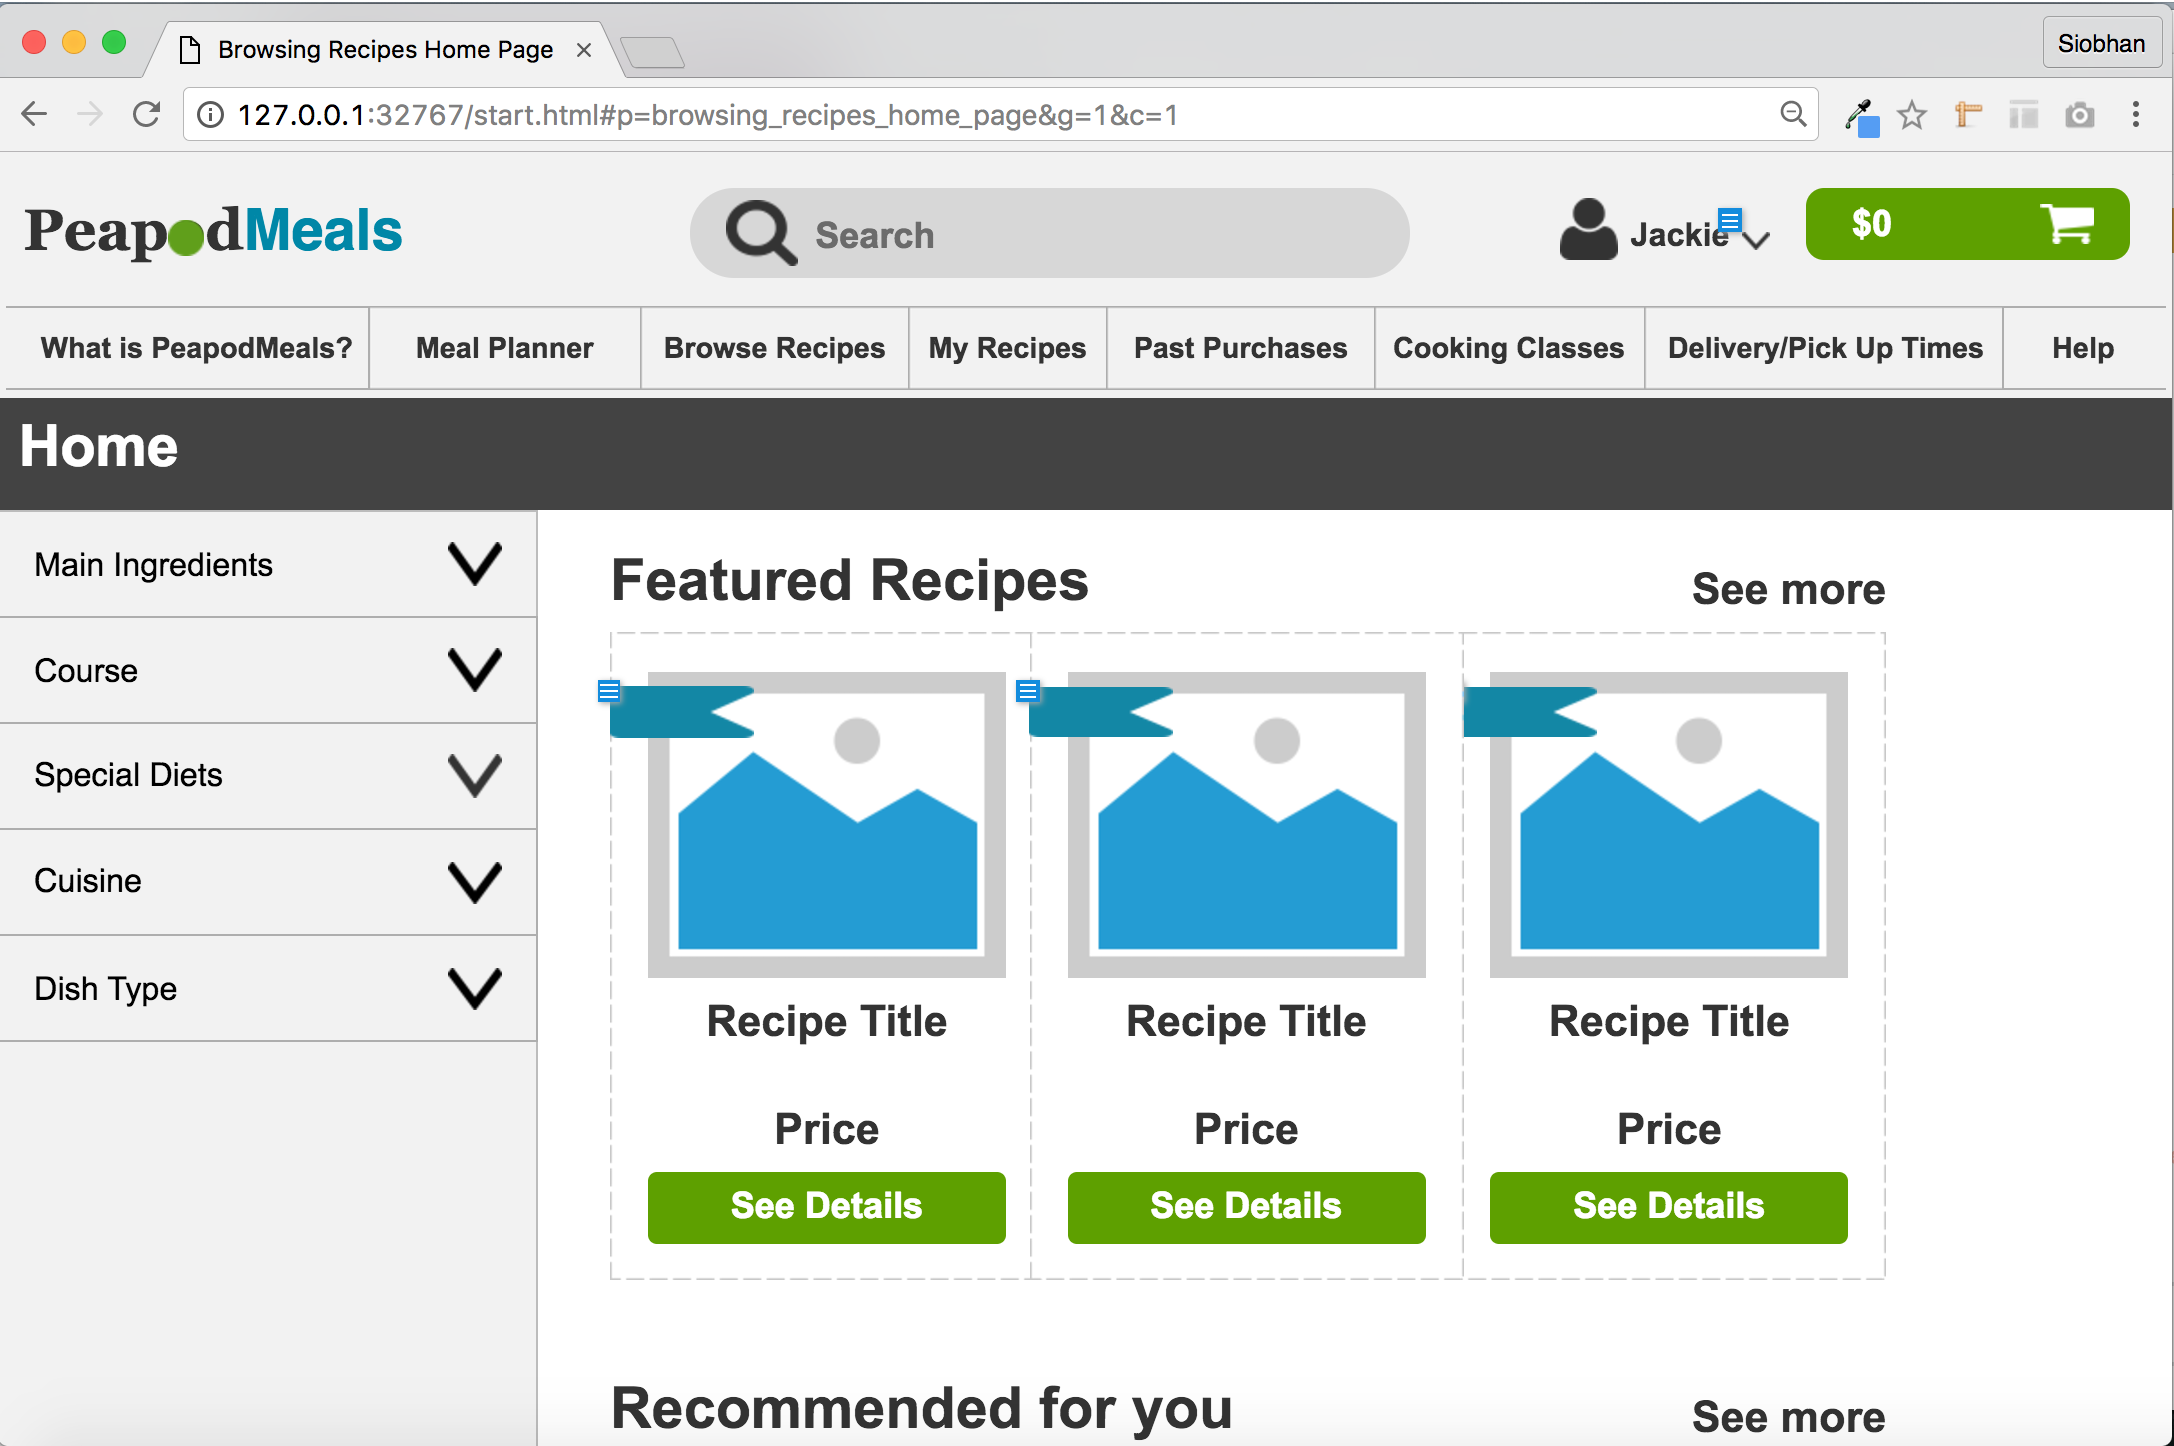 Browsing Recipes Home Page
Siobhan
127.0.0.1:32767/start.html#p=browsing_recipes_home_page&g=1&c=1
PeapodMeals
Search
Jackie
$0
What is PeapodMeals? Meal Planner Browse Recipes My Recipes Past Purchases Cooking Classes Delivery/Pick Up Times Help
Home
Main Ingredients
Course
Special Diets
Cuisine
Dish Type
Featured Recipes
See more
Recipe Title Recipe Title Recipe Title
Price Price Price
See Details See Details See Details
Recommended for you
See more